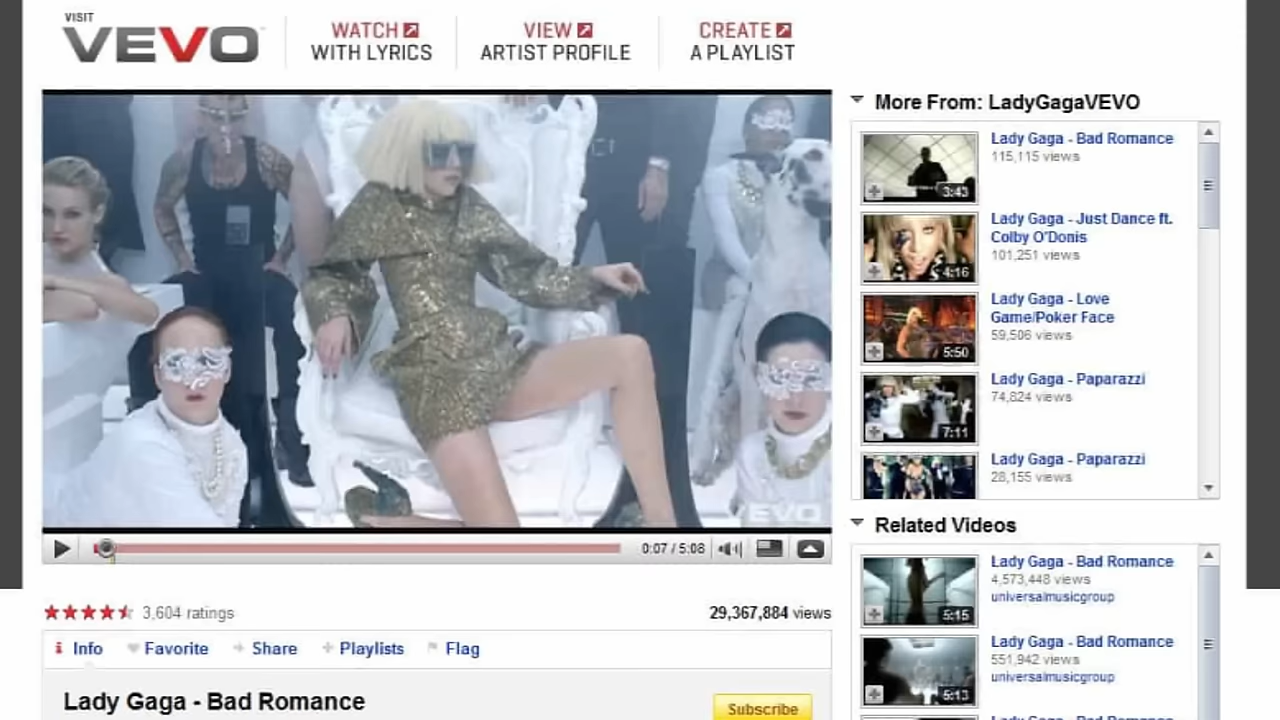 VISIT
VEVO
WATCH
WITH LYRICS
VIEW
ARTIST PROFILE
CREATE
A PLAYLIST
VEVO
0:07 / 5:08
3,604 ratings
29,367,884 views
Info
Favorite
Share
Playlists
Flag
Lady Gaga - Bad Romance
Subscribe
More From: LadyGagaVEVO
3:43
Lady Gaga - Bad Romance
115,115 views
4:16
Lady Gaga - Just Dance ft.
Colby O'Donis
101,251 views
5:50
Lady Gaga - Love
Game/Poker Face
59,506 views
7:11
Lady Gaga - Paparazzi
74,824 views
Lady Gaga - Paparazzi
28,155 views
Related Videos
5:15
Lady Gaga - Bad Romance
4,573,448 views
universalmusicgroup
5:13
Lady Gaga - Bad Romance
551,942 views
universalmusicgroup
Lady Gaga - Bad Romance